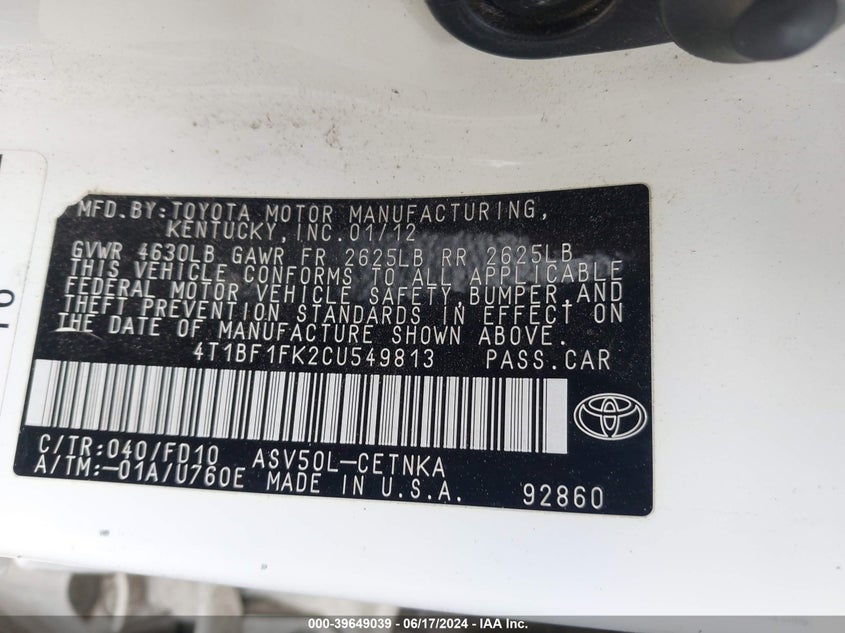 MFD.BY:TOYOTA MOTOR MANUFACTURING,
KENTUCKY, INC.01/12
GVWR 4630LB GAWR FR 2625LB RR 2625LB
THIS VEHICLE CONFORMS TO ALL APPLICABLE
FEDERAL MOTOR VEHICLE SAFETY,BUMPER,AND
THEFT PREVENTION STANDARDS IN EFFECT ON
THE DATE OF MANUFACTURE SHOWN ABOVE.
4T1BF1FK2CU549813 PASS.CAR
C/TR:040/FD10 ASV50L-CETNKA
A/TM:-01A/U760E MADE IN U.S.A. 92860
000-39649039 - 06/17/2024 - IAA Inc.